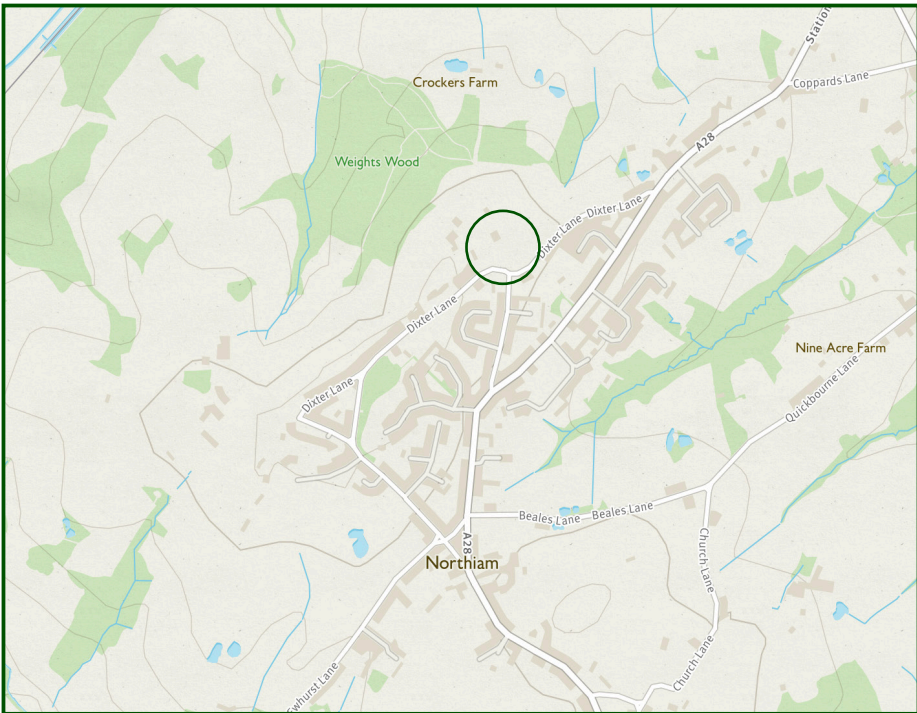 Station
Coppards Lane
Crockers Farm
A28
Weights Wood
Dixter Lane
Dixter Lane
Dixter Lane
Nine Acre Farm
Quickbourne Lane
Dixter Lane
Beales Lane
Beales Lane
A28
Northiam
Church Lane
Church Lane
whurst Lane